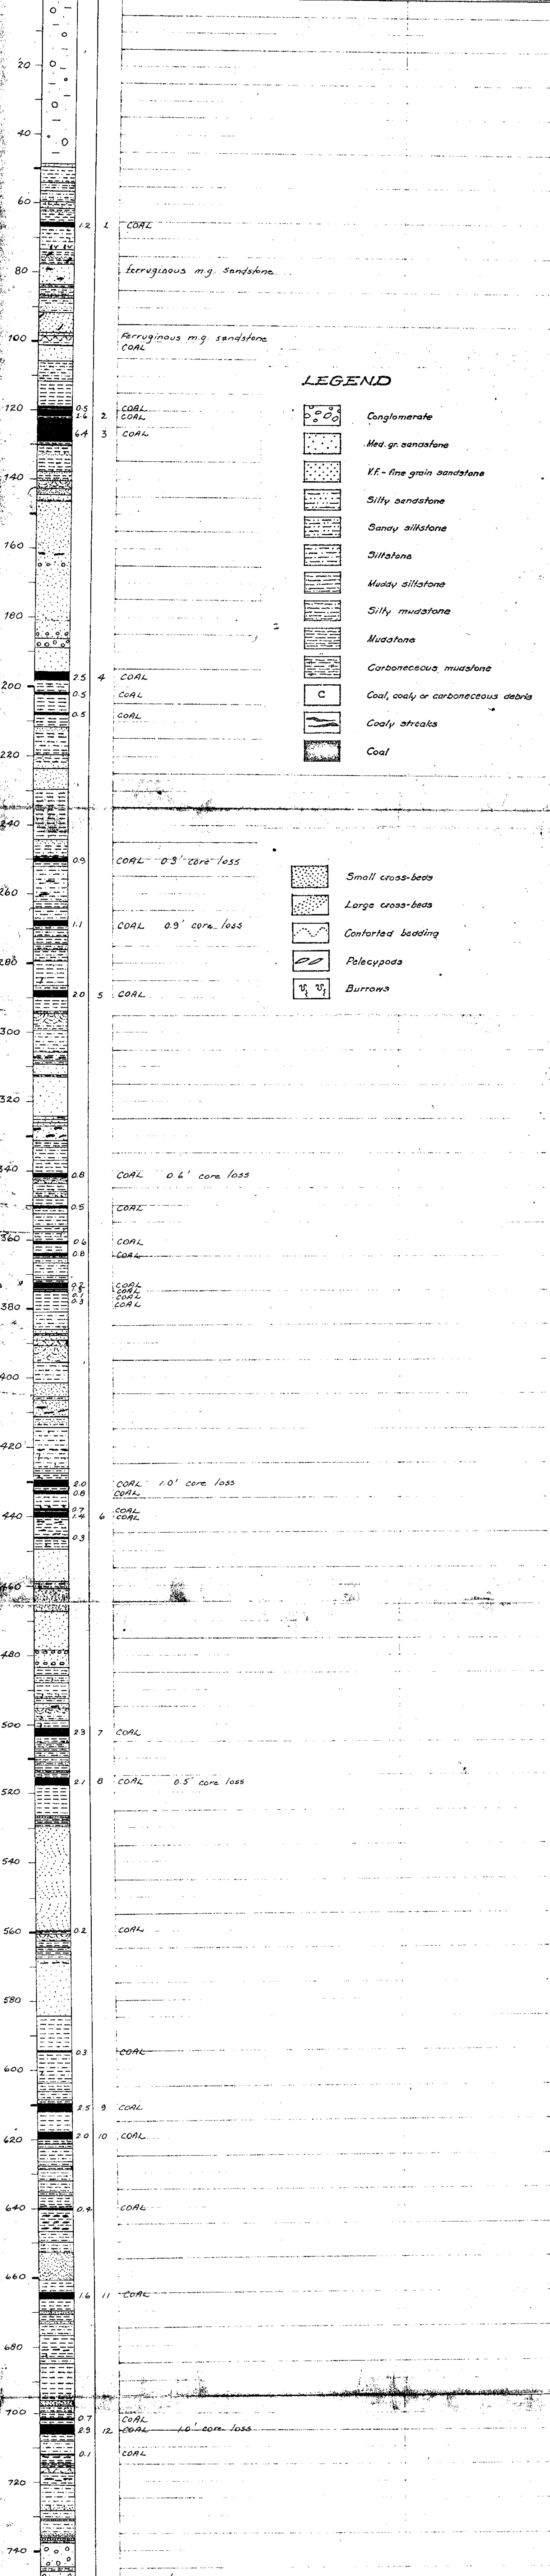 20
40
60
1.2 1 COAL
80 ferruginous m.g. sandstone
Ferruginous m.g. sandstone
100 COAL
LEGEND
Conglomerate
Med. gr. sandstone
V.f. - fine grain sandstone
Silty sandstone
Sandy siltstone
Siltstone
Muddy siltstone
Silty mudstone
Mudstone
Carboneceous mudstone
C Coal, coaly or carboneceous debris
Coaly streaks
Coal
120 0.5 COAL
1.6 2 COAL
6.4 3 COAL
140
160
180
2.5 4 COAL
200 0.5 COAL
0.5 COAL
220
240
0.9 COAL 0.3' core loss
Small cross-beds
260
Large cross-beds
1.1 COAL 0.9' core loss
Contorted bedding
280 Pelecypods
2.0 5 COAL
Burrows
300
320
340 0.8 COAL 0.6' core loss
0.5 COAL
360 0.6 COAL
0.8 COAL
0.2 COAL
1.5 COAL
0.1 COAL
380 0.3 COAL
400
420
2.0 COAL 1.0' core loss
0.8 COAL
0.7 COAL
440 1.4 6 COAL
0.3
460
480
500 2.3 7 COAL
2.1 8 COAL 0.5' core loss
520
540
560 0.2 COAL
580
0.3 COAL
600
2.5 9 COAL
620 2.0 10 COAL
640 0.4 COAL
660
1.6 11 COAL
680
700 0.7 COAL
2.9 12 COAL 1.0' core loss
0.1 COAL
720
740